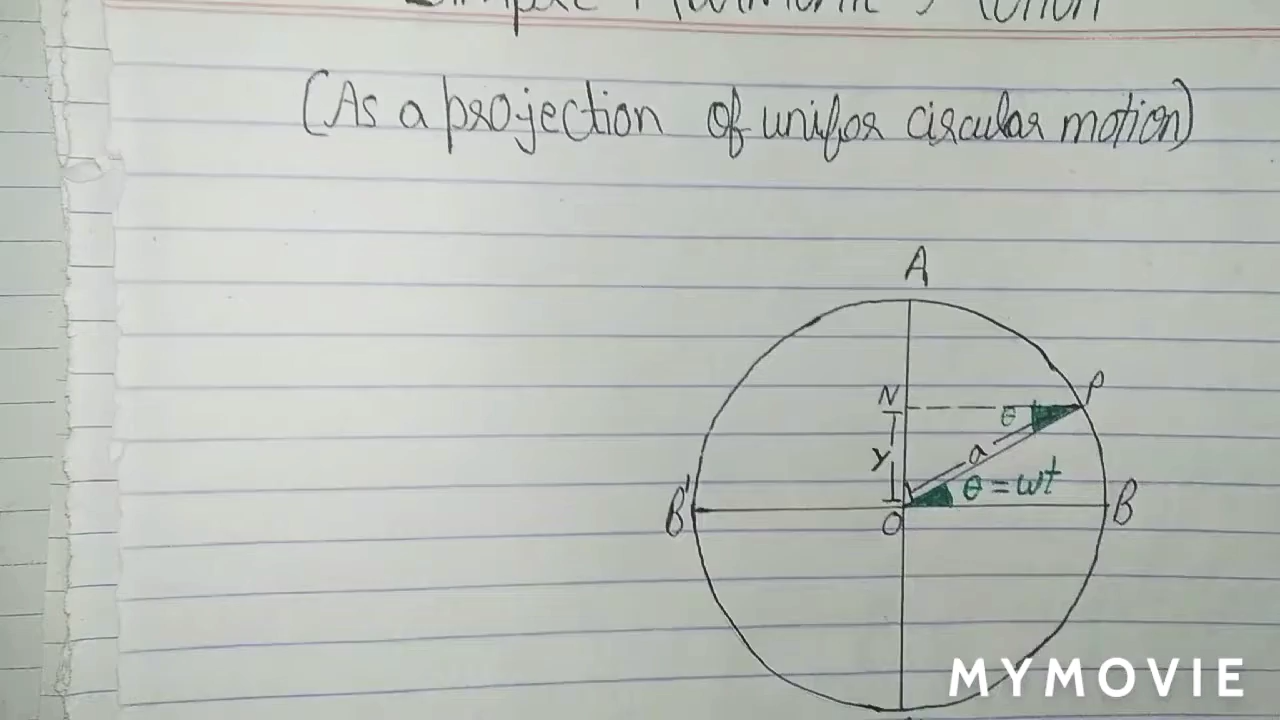 (As a projection of unifor circular motion)
A
N
P
θ
y
a
θ = ωt
B'
O
B
MYMOVIE